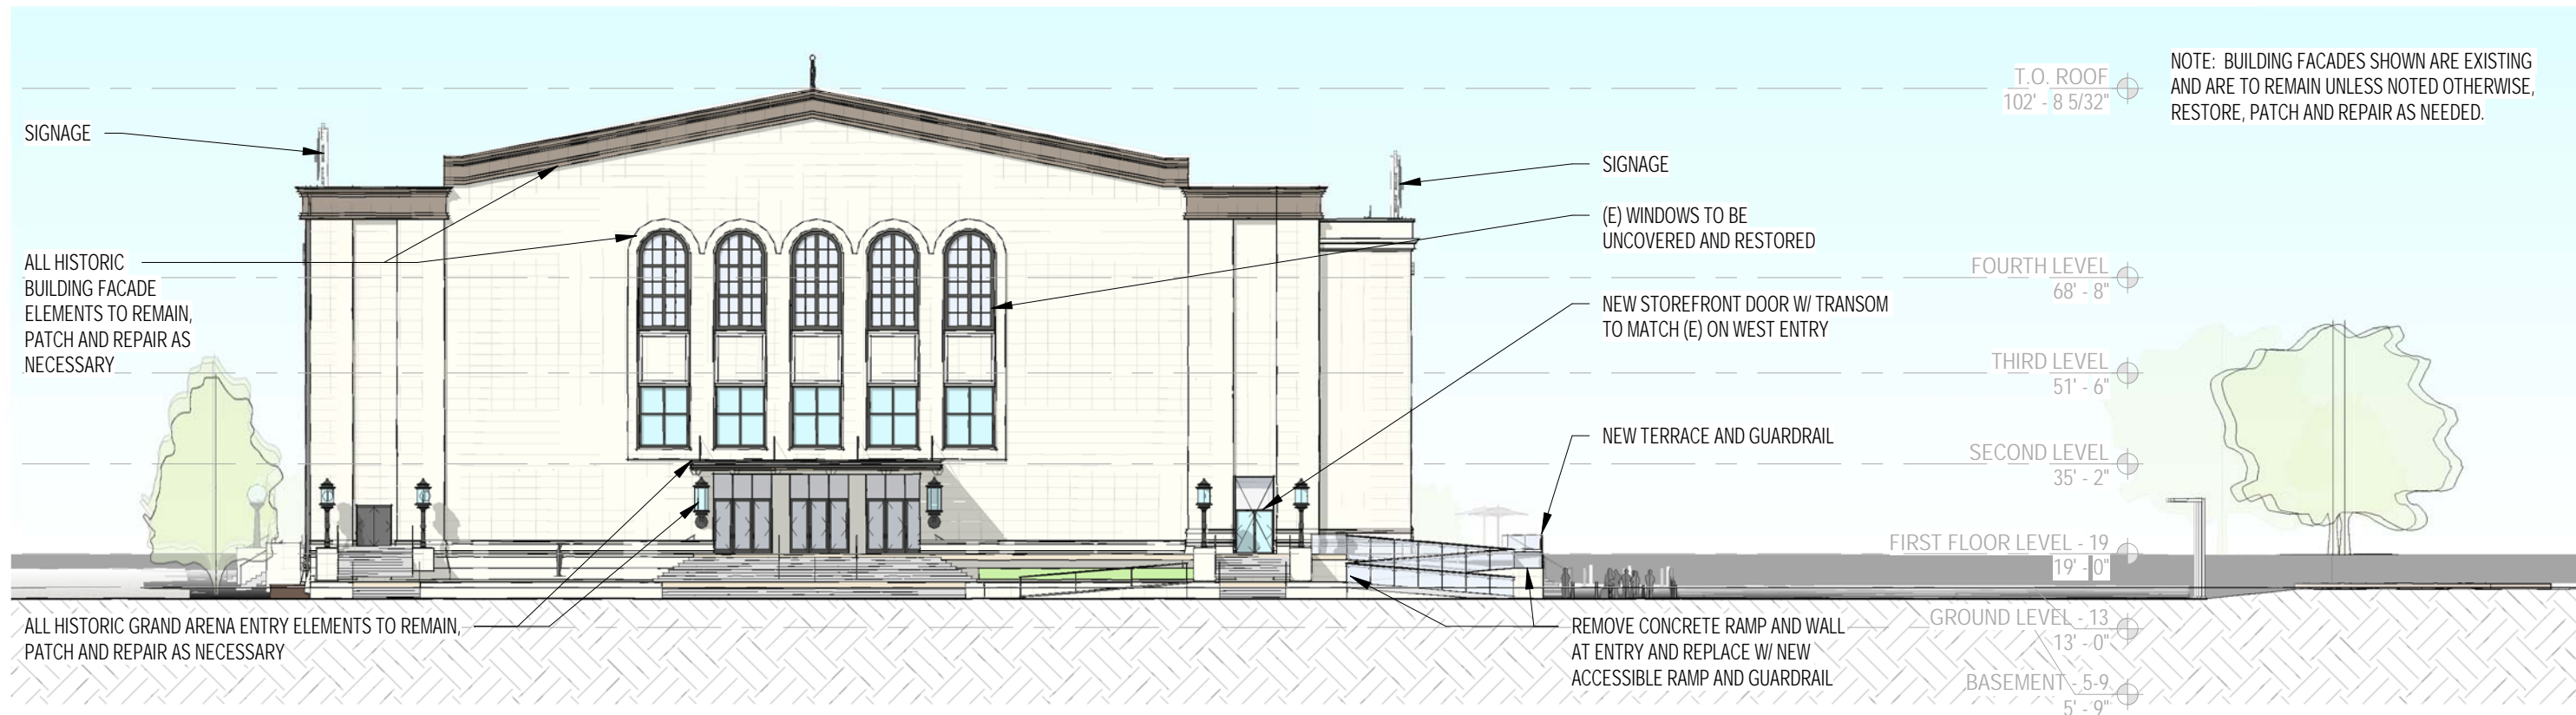 SIGNAGE
ALL HISTORIC
BUILDING FACADE
ELEMENTS TO REMAIN,
PATCH AND REPAIR AS
NECESSARY
ALL HISTORIC GRAND ARENA ENTRY ELEMENTS TO REMAIN,
PATCH AND REPAIR AS NECESSARY
SIGNAGE
(E) WINDOWS TO BE
UNCOVERED AND RESTORED
NEW STOREFRONT DOOR W/ TRANSOM
TO MATCH (E) ON WEST ENTRY
NEW TERRACE AND GUARDRAIL
REMOVE CONCRETE RAMP AND WALL
AT ENTRY AND REPLACE W/ NEW
ACCESSIBLE RAMP AND GUARDRAIL
T.O. ROOF
102' - 8 5/32"
FOURTH LEVEL
68' - 8"
THIRD LEVEL
51' - 6"
SECOND LEVEL
35' - 2"
FIRST FLOOR LEVEL - 19
19' - 0"
GROUND LEVEL - 13
13' - 0"
BASEMENT - 5-9
5' - 9"
NOTE: BUILDING FACADES SHOWN ARE EXISTING
AND ARE TO REMAIN UNLESS NOTED OTHERWISE,
RESTORE, PATCH AND REPAIR AS NEEDED.